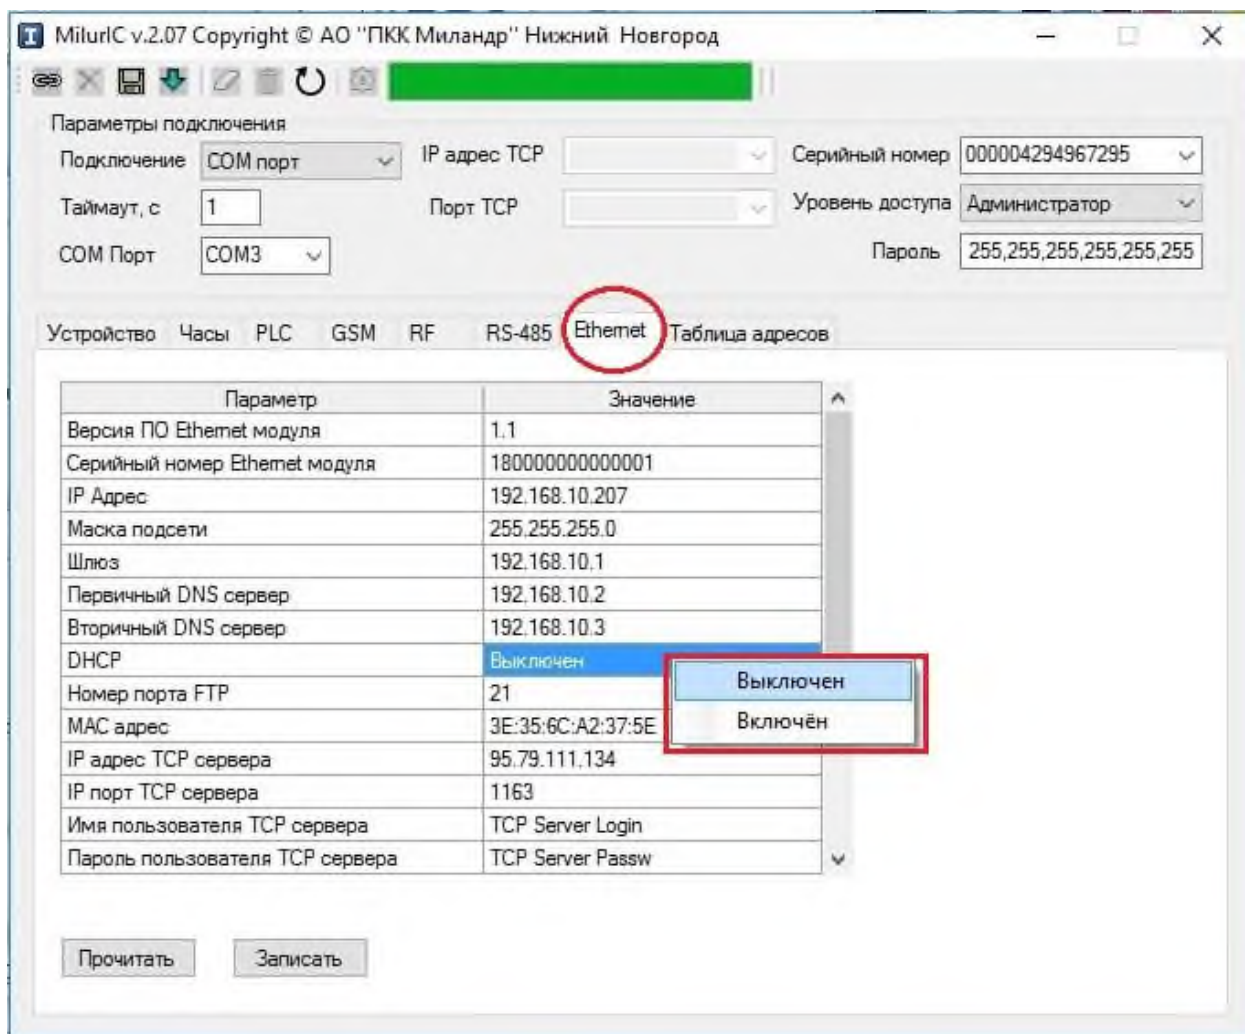 MilurIC v.2.07 Copyright © АО "ПКК Миландр" Нижний Новгород
Параметры подключения
Подключение COM порт IP адрес TCP Серийный номер 000004294967295
Таймаут, с 1 Порт TCP Уровень доступа Администратор
COM Порт COM3 Пароль 255,255,255,255,255,255
Устройство Часы PLC GSM RF RS-485 Ethernet Таблица адресов
Параметр Значение
Версия ПО Ethernet модуля 1.1
Серийный номер Ethernet модуля 180000000000001
IP Адрес 192.168.10.207
Маска подсети 255.255.255.0
Шлюз 192.168.10.1
Первичный DNS сервер 192.168.10.2
Вторичный DNS сервер 192.168.10.3
DHCP Выключен
Выключен
Номер порта FTP 21
Включён
MAC адрес 3E:35:6C:A2:37:5E
IP адрес TCP сервера 95.79.111.134
IP порт TCP сервера 1163
Имя пользователя TCP сервера TCP Server Login
Пароль пользователя TCP сервера TCP Server Passw
Прочитать Записать